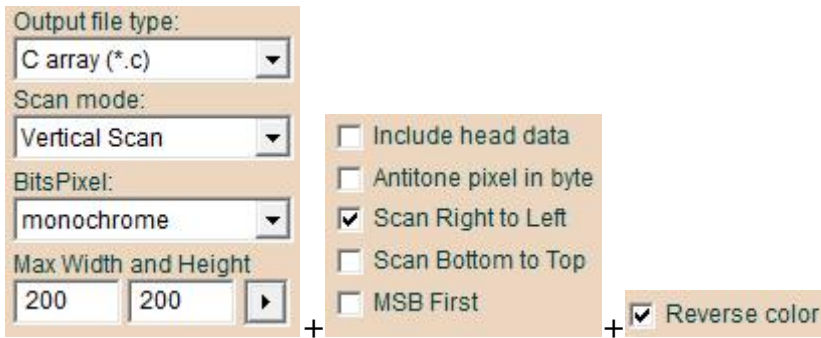 Output file type:
C array (*.c)
Scan mode:
Vertical Scan
BitsPixel:
monochrome
Max Width and Height
200 200
+
Include head data
Antitone pixel in byte
Scan Right to Left
Scan Bottom to Top
MSB First
+
Reverse color